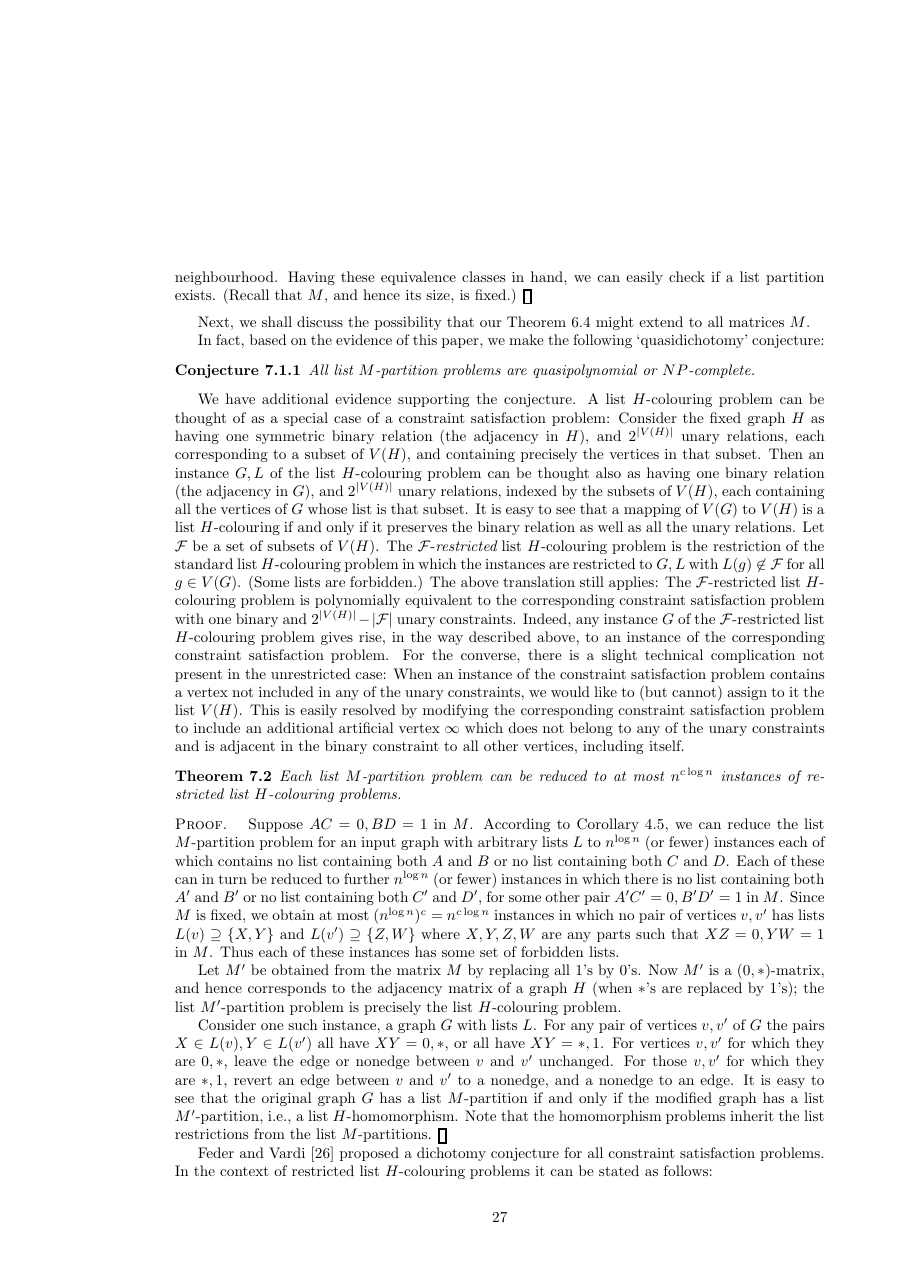 neighbourhood. Having these equivalence classes in hand, we can easily check if a list partition
exists. (Recall that M, and hence its size, is fixed.) □
Next, we shall discuss the possibility that our Theorem 6.4 might extend to all matrices M.
In fact, based on the evidence of this paper, we make the following ‘quasidichotomy’ conjecture:
Conjecture 7.1.1 All list M-partition problems are quasipolynomial or NP-complete.
We have additional evidence supporting the conjecture. A list H-colouring problem can be
thought of as a special case of a constraint satisfaction problem: Consider the fixed graph H as
having one symmetric binary relation (the adjacency in H), and 2^{|V(H)|} unary relations, each
corresponding to a subset of V(H), and containing precisely the vertices in that subset. Then an
instance G, L of the list H-colouring problem can be thought also as having one binary relation
(the adjacency in G), and 2^{|V(H)|} unary relations, indexed by the subsets of V(H), each containing
all the vertices of G whose list is that subset. It is easy to see that a mapping of V(G) to V(H) is a
list H-colouring if and only if it preserves the binary relation as well as all the unary relations. Let
ℱ be a set of subsets of V(H). The ℱ-restricted list H-colouring problem is the restriction of the
standard list H-colouring problem in which the instances are restricted to G, L with L(g) ∉ ℱ for all
g ∈ V(G). (Some lists are forbidden.) The above translation still applies: The ℱ-restricted list H-
colouring problem is polynomially equivalent to the corresponding constraint satisfaction problem
with one binary and 2^{|V(H)|} − |ℱ| unary constraints. Indeed, any instance G of the ℱ-restricted list
H-colouring problem gives rise, in the way described above, to an instance of the corresponding
constraint satisfaction problem. For the converse, there is a slight technical complication not
present in the unrestricted case: When an instance of the constraint satisfaction problem contains
a vertex not included in any of the unary constraints, we would like to (but cannot) assign to it the
list V(H). This is easily resolved by modifying the corresponding constraint satisfaction problem
to include an additional artificial vertex ∞ which does not belong to any of the unary constraints
and is adjacent in the binary constraint to all other vertices, including itself.
Theorem 7.2 Each list M-partition problem can be reduced to at most n^{c log n} instances of re-
stricted list H-colouring problems.
PROOF. Suppose AC = 0, BD = 1 in M. According to Corollary 4.5, we can reduce the list
M-partition problem for an input graph with arbitrary lists L to n^{log n} (or fewer) instances each of
which contains no list containing both A and B or no list containing both C and D. Each of these
can in turn be reduced to further n^{log n} (or fewer) instances in which there is no list containing both
A′ and B′ or no list containing both C′ and D′, for some other pair A′C′ = 0, B′D′ = 1 in M. Since
M is fixed, we obtain at most (n^{log n})^c = n^{c log n} instances in which no pair of vertices v, v′ has lists
L(v) ⊇ {X, Y} and L(v′) ⊇ {Z, W} where X, Y, Z, W are any parts such that XZ = 0, YW = 1
in M. Thus each of these instances has some set of forbidden lists.
Let M′ be obtained from the matrix M by replacing all 1's by 0's. Now M′ is a (0, ∗)-matrix,
and hence corresponds to the adjacency matrix of a graph H (when ∗'s are replaced by 1's); the
list M′-partition problem is precisely the list H-colouring problem.
Consider one such instance, a graph G with lists L. For any pair of vertices v, v′ of G the pairs
X ∈ L(v), Y ∈ L(v′) all have XY = 0, ∗, or all have XY = ∗, 1. For vertices v, v′ for which they
are 0, ∗, leave the edge or nonedge between v and v′ unchanged. For those v, v′ for which they
are ∗, 1, revert an edge between v and v′ to a nonedge, and a nonedge to an edge. It is easy to
see that the original graph G has a list M-partition if and only if the modified graph has a list
M′-partition, i.e., a list H-homomorphism. Note that the homomorphism problems inherit the list
restrictions from the list M-partitions. □
Feder and Vardi [26] proposed a dichotomy conjecture for all constraint satisfaction problems.
In the context of restricted list H-colouring problems it can be stated as follows:
27